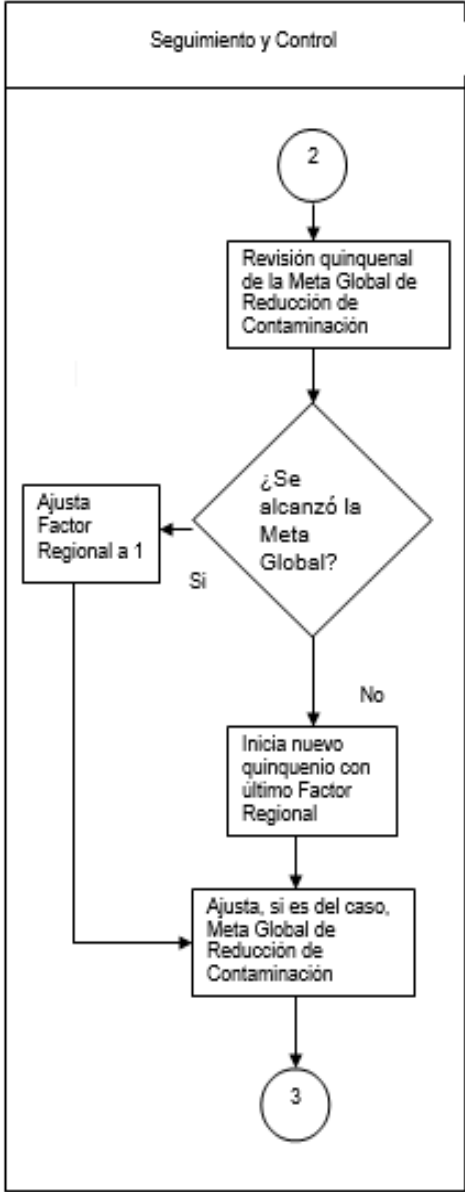 Seguimiento y Control
2
Revisión quinquenal
de la Meta Global de
Reducción de
Contaminación
¿Se
alcanzó la
Meta
Global?
Ajusta
Factor
Regional a 1
Si
No
Inicia nuevo
quinquenio con
último Factor
Regional
Ajusta, si es del caso,
Meta Global de
Reducción de
Contaminación
3